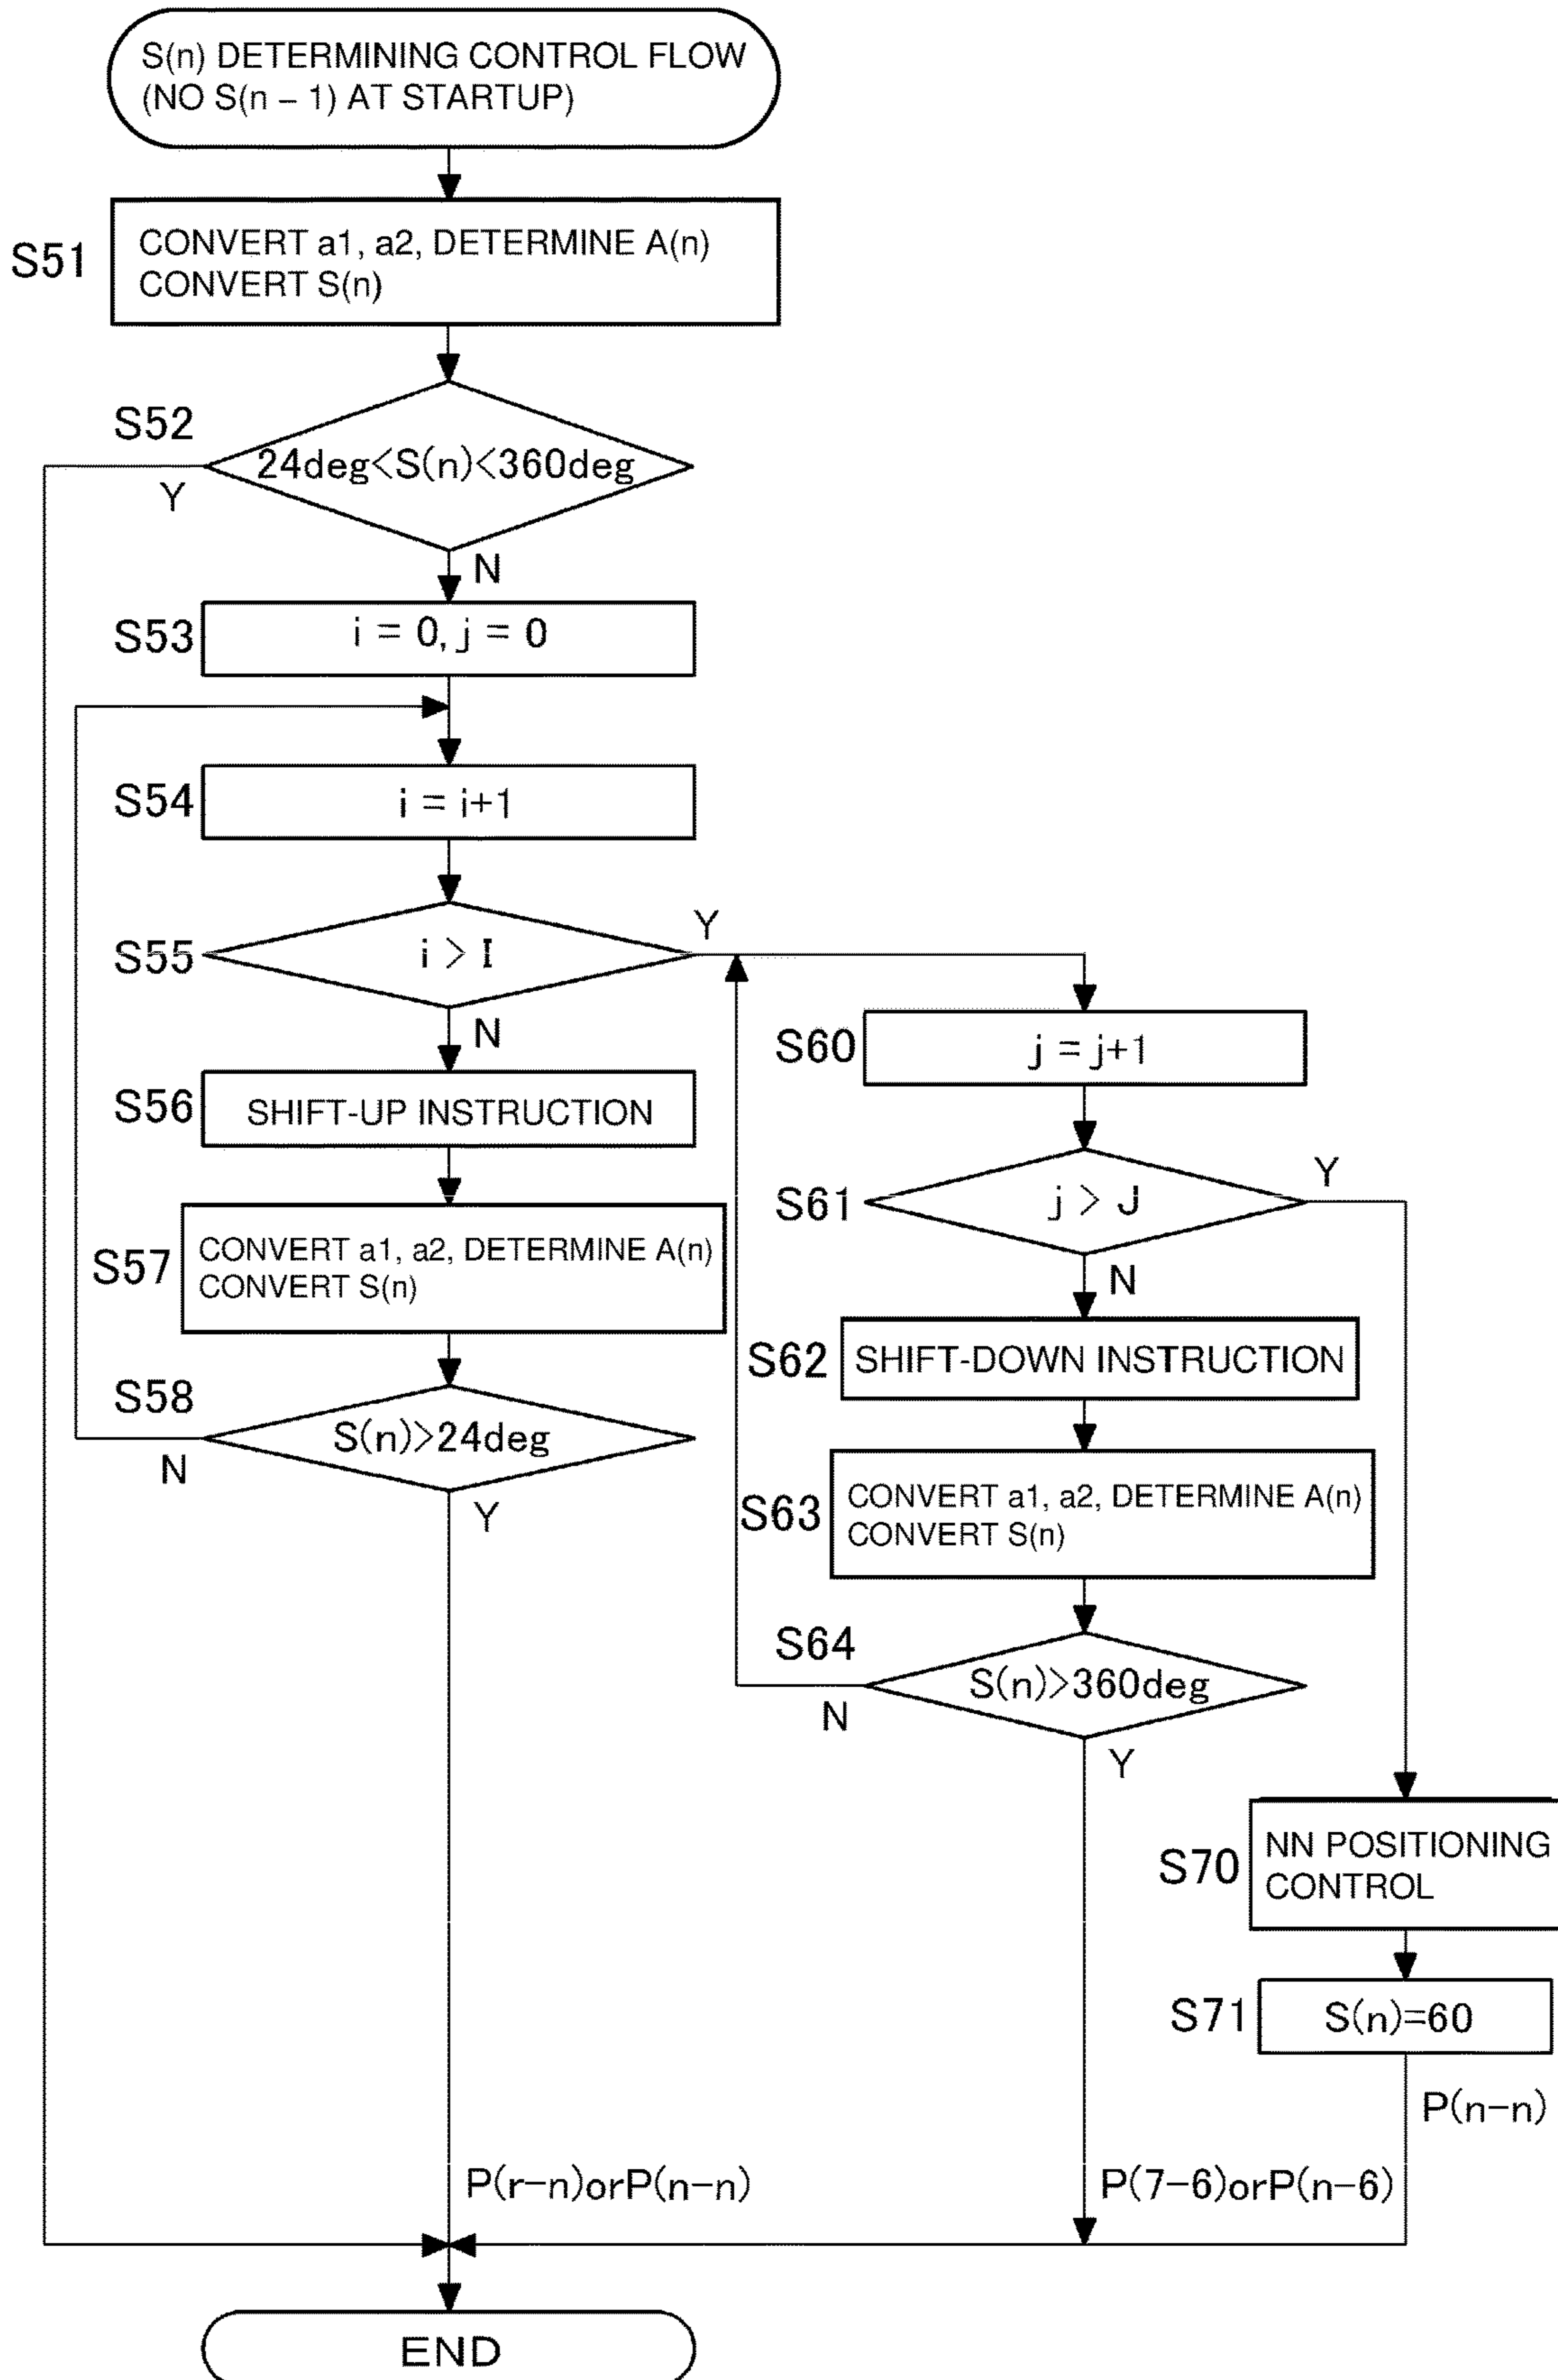 S(n) DETERMINING CONTROL FLOW
(NO S(n – 1) AT STARTUP)
S51
CONVERT a1, a2, DETERMINE A(n)
CONVERT S(n)
S52
24deg<S(n)<360deg
Y
N
S53
i = 0, j = 0
S54
i = i+1
S55
i > I
Y
N
S56
SHIFT-UP INSTRUCTION
S57
CONVERT a1, a2, DETERMINE A(n)
CONVERT S(n)
S58
S(n)>24deg
N
Y
S60
j = j+1
S61
j > J
Y
N
S62
SHIFT-DOWN INSTRUCTION
S63
CONVERT a1, a2, DETERMINE A(n)
CONVERT S(n)
S64
S(n)>360deg
N
Y
S70
NN POSITIONING
CONTROL
S71
S(n)=60
P(n-n)
P(r-n)orP(n-n)
P(7-6)orP(n-6)
END